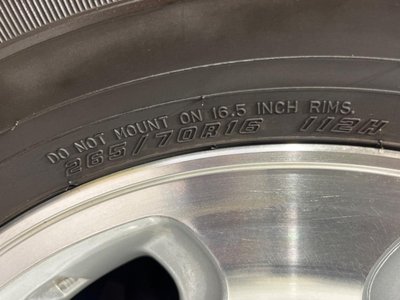 DO NOT MOUNT ON 16.5 INCH RIMS.
265/70R16 112H